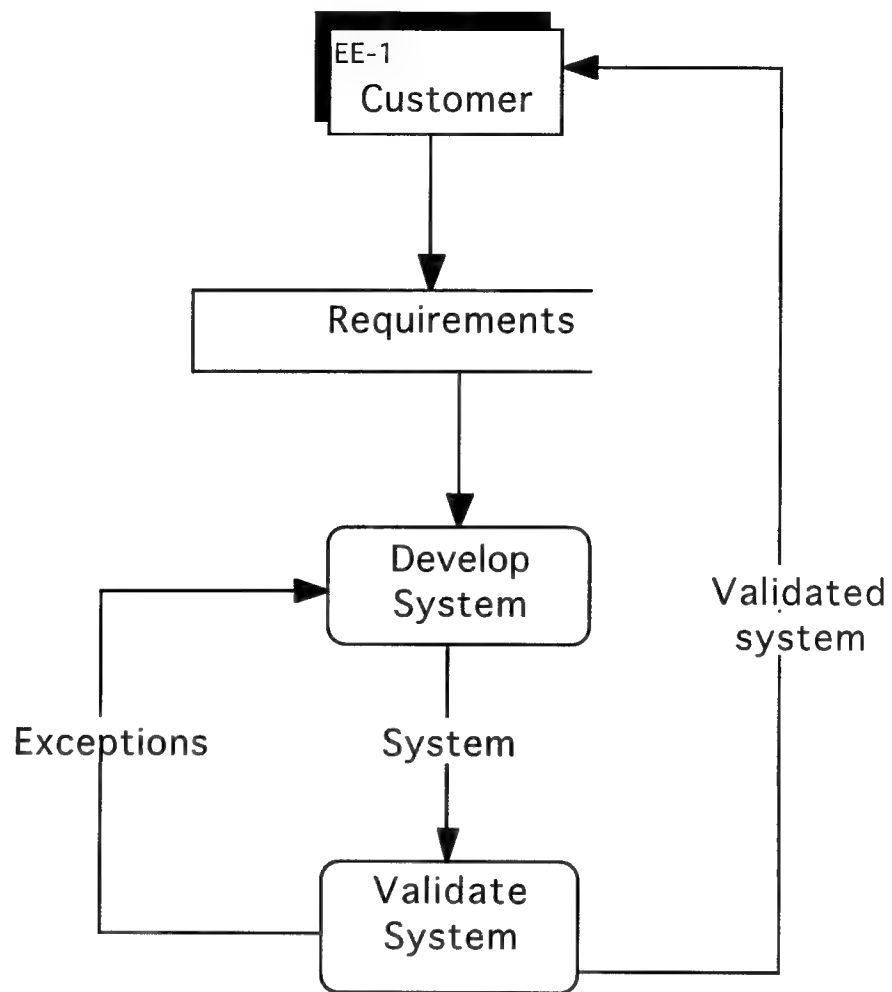 EE-1
Customer
Requirements
Develop
System
Validated
system
Exceptions
System
Validate
System